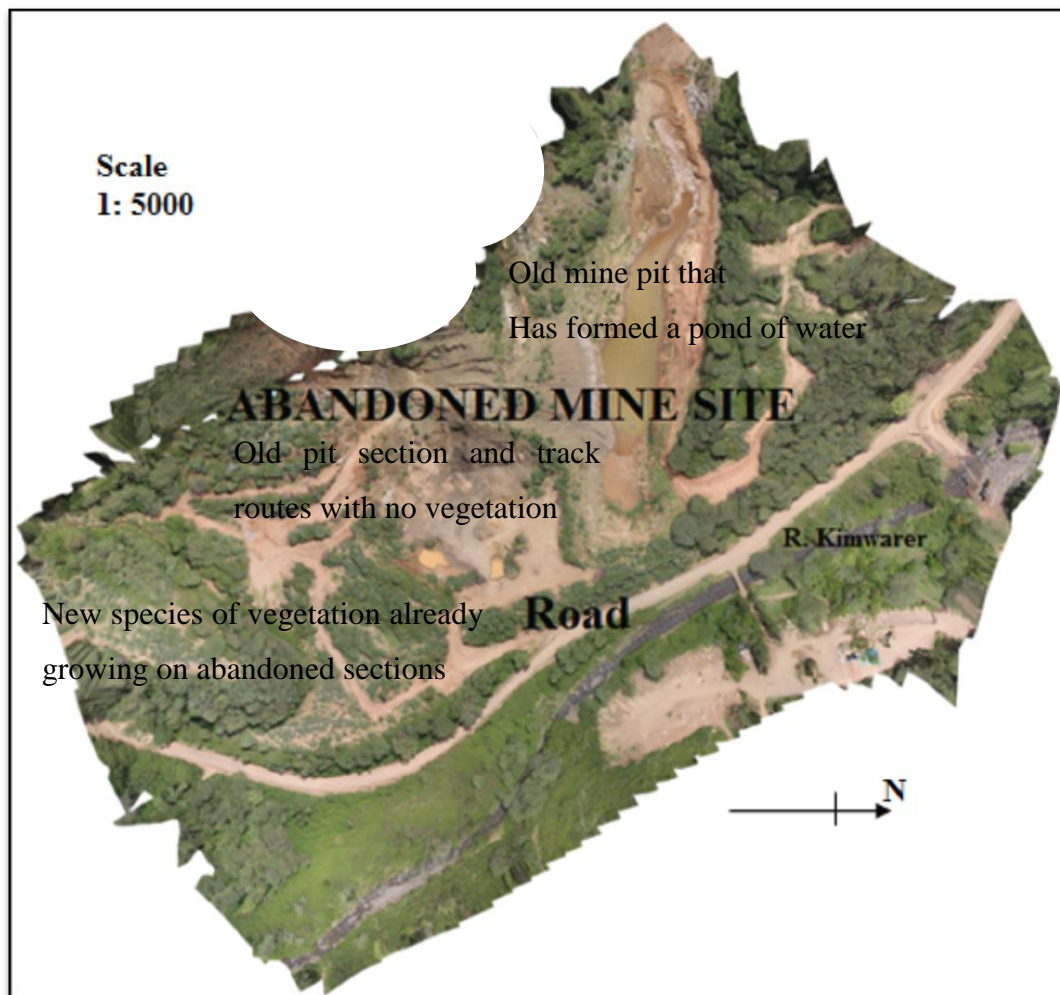 Scale
1: 5000
Old mine pit that
Has formed a pond of water
ABANDONED MINE SITE
Old pit section and track
routes with no vegetation
R. Kimwarer
New species of vegetation already
growing on abandoned sections
Road
N